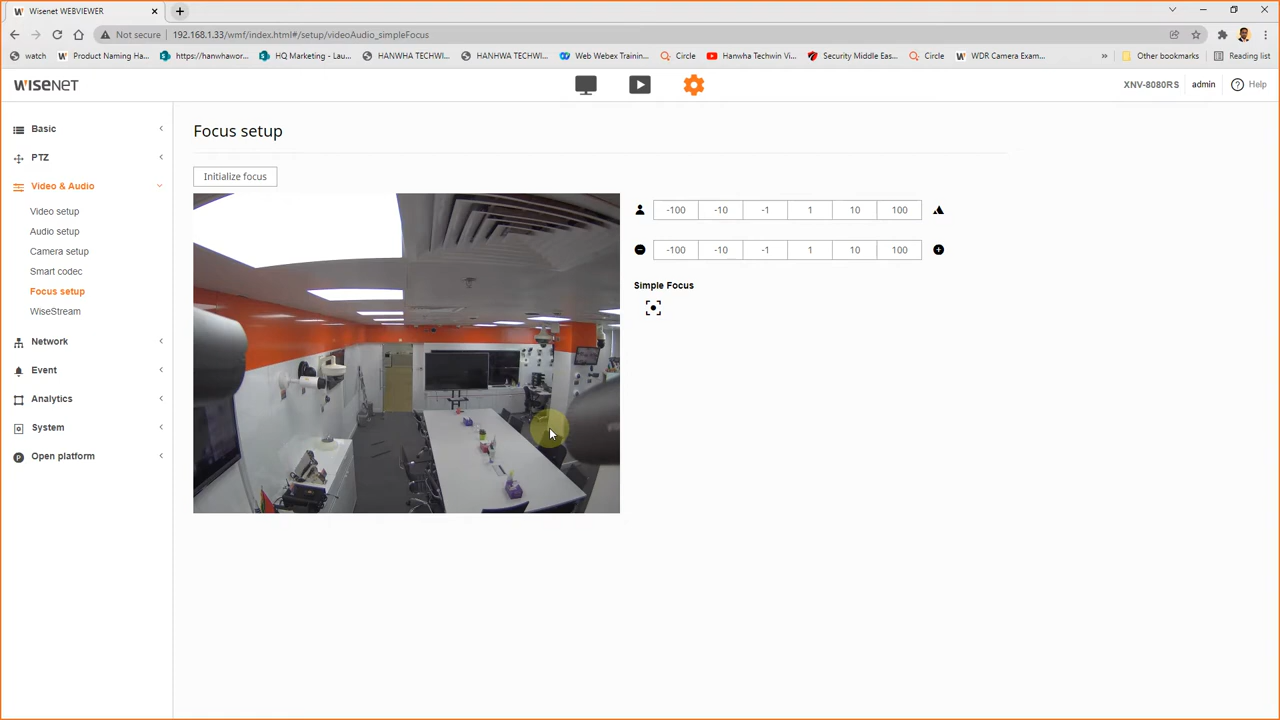 Wisenet WEBVIEWER
Not secure 192.168.1.33/wmf/index.html#/setup/videoAudio_simpleFocus
watch Product Naming Ha... https://hanwhawor... HQ Marketing - Lau... HANWHA TECHWI... HANHWA TECHWI... Web Webex Training... Circle Hanwha Techwin Vi... Security Middle Eas... Circle WDR Camera Exam... » Other bookmarks Reading list
WISENET XNV-8080RS admin ? Help
Basic
PTZ
Video & Audio
Video setup
Audio setup
Camera setup
Smart codec
Focus setup
WiseStream
Network
Event
Analytics
System
Open platform
Focus setup
Initialize focus
-100 -10 -1 1 10 100
-100 -10 -1 1 10 100
Simple Focus